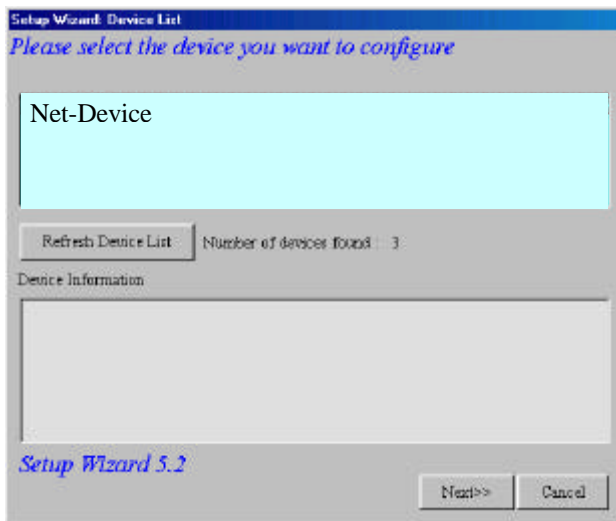 Setup Wizard: Device List
Please select the device you want to configure
Net-Device
Refresh Device List
Number of devices found : 3
Device Information
Setup Wizard 5.2
Next>>
Cancel